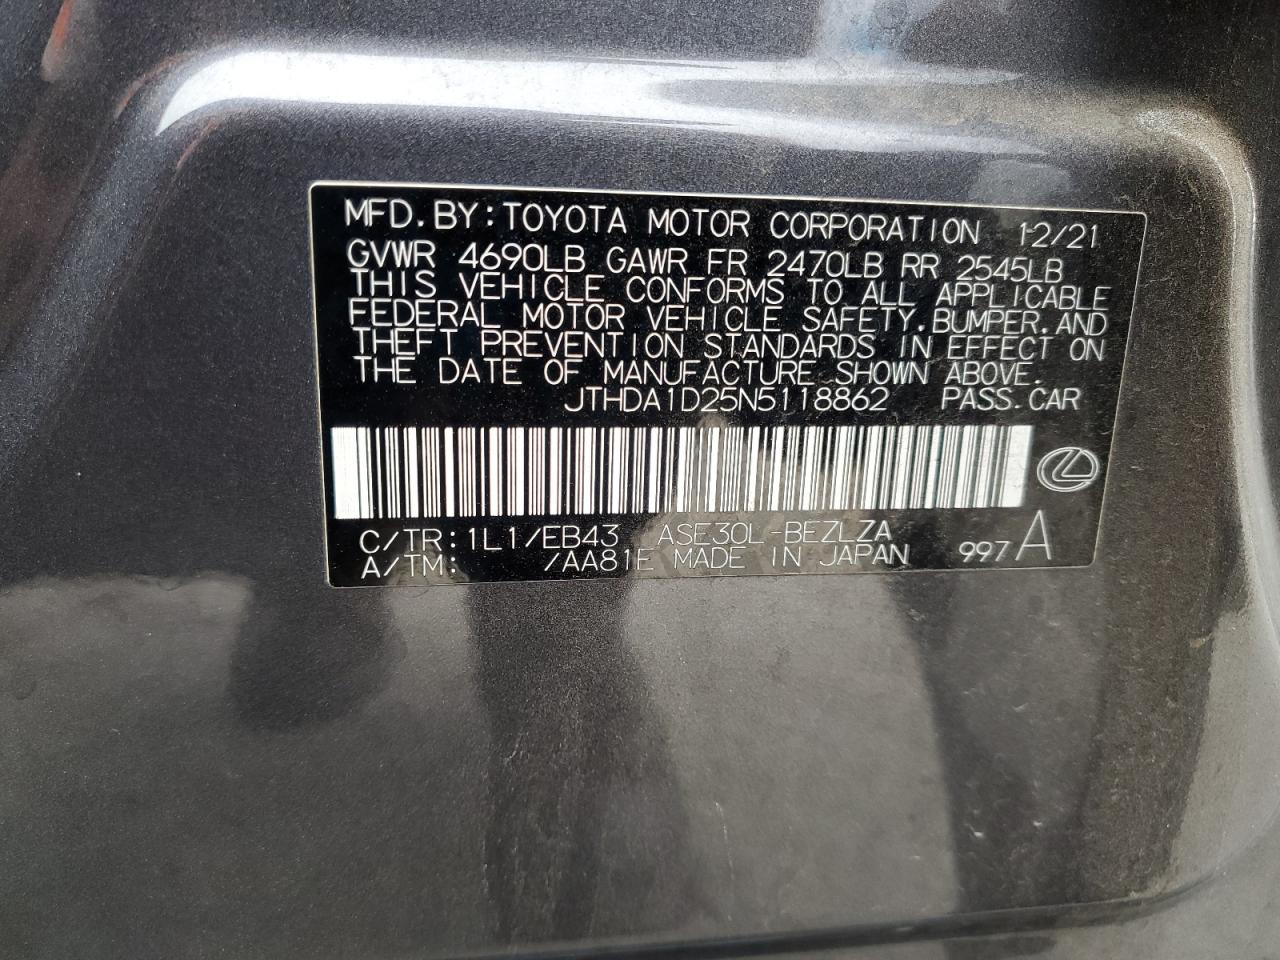 MFD.BY:TOYOTA MOTOR CORPORATION 12/21
GVWR 4690LB GAWR FR 2470LB RR 2545LB
THIS VEHICLE CONFORMS TO ALL APPLICABLE
FEDERAL MOTOR VEHICLE SAFETY,BUMPER,AND
THEFT PREVENTION STANDARDS IN EFFECT ON
THE DATE OF MANUFACTURE SHOWN ABOVE.
JTHDA1D25N5118862 PASS.CAR
C/TR:1L1/EB43 ASE30L-BEZLZA
A/TM: /AA81E MADE IN JAPAN 997A